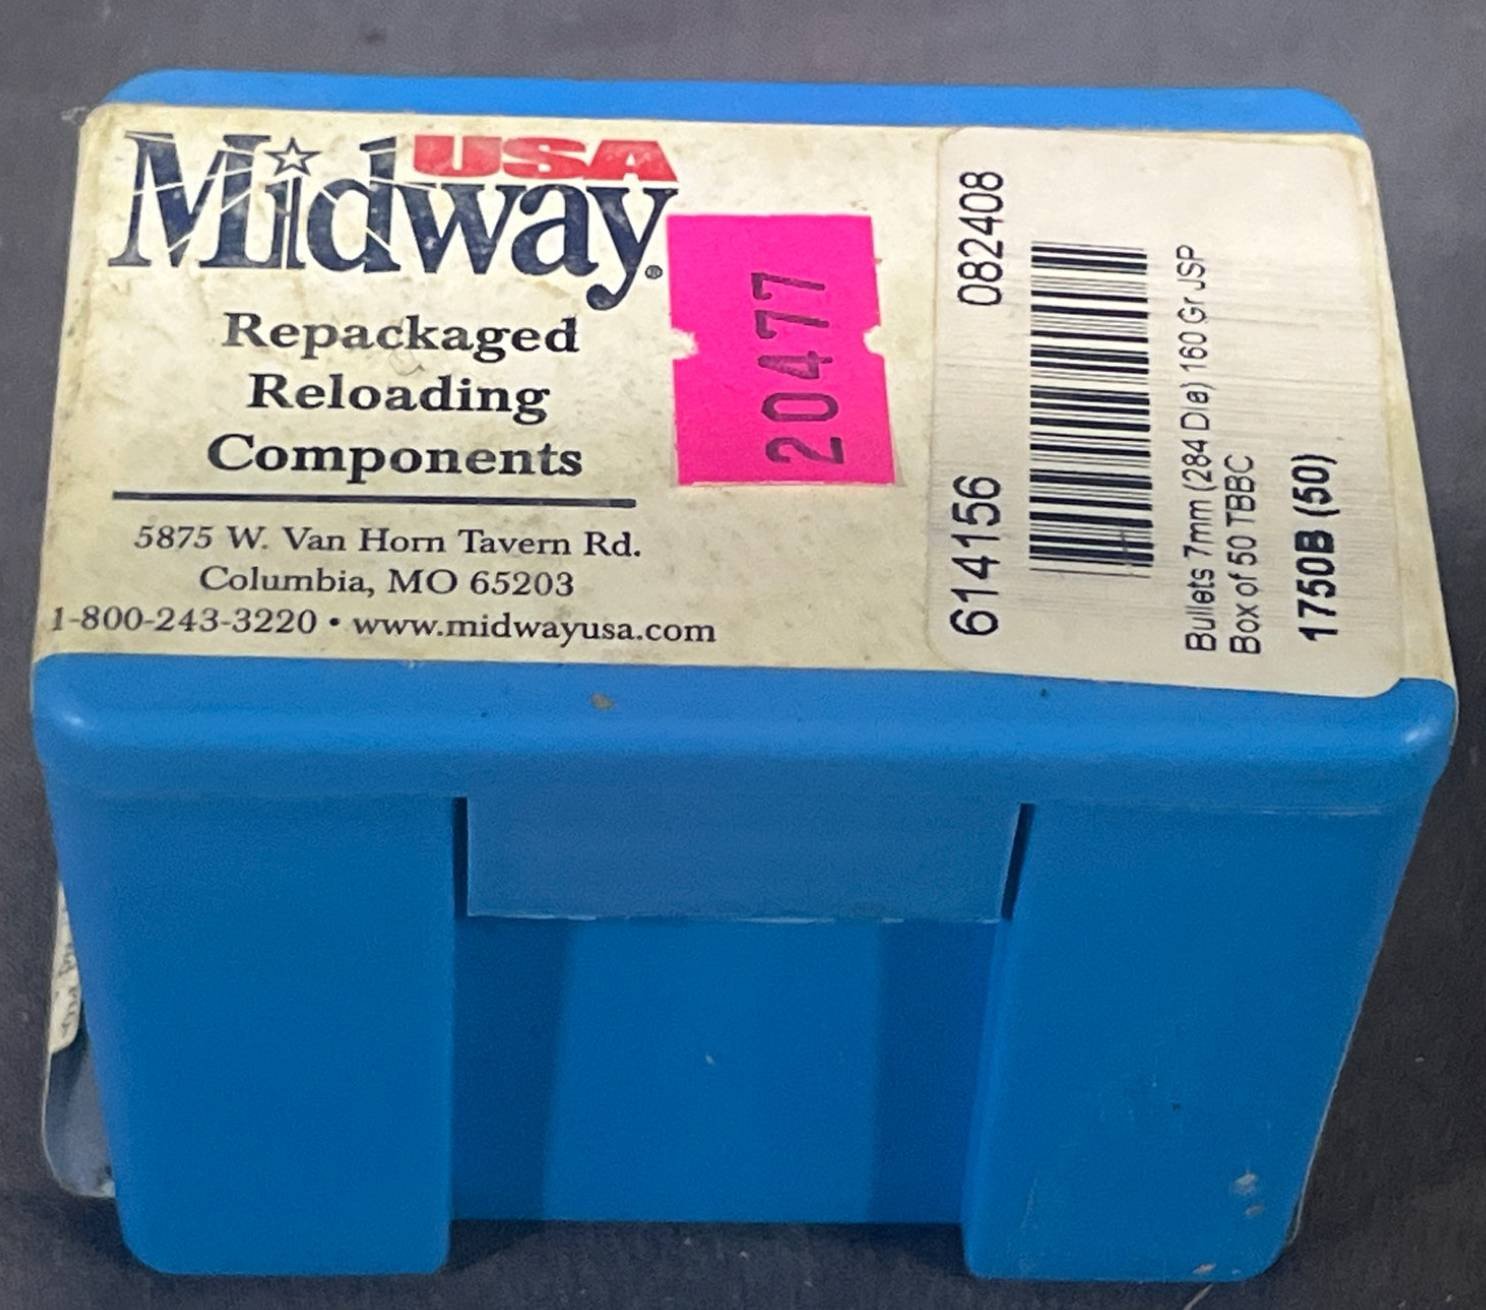 Midway USA®
Repackaged
Reloading
Components
5875 W. Van Horn Tavern Rd.
Columbia, MO 65203
1-800-243-3220 • www.midwayusa.com
20477
614156 082408
Bullets 7mm (284 Dia) 160 Gr JSP
Box of 50 TBBC
1750B (50)